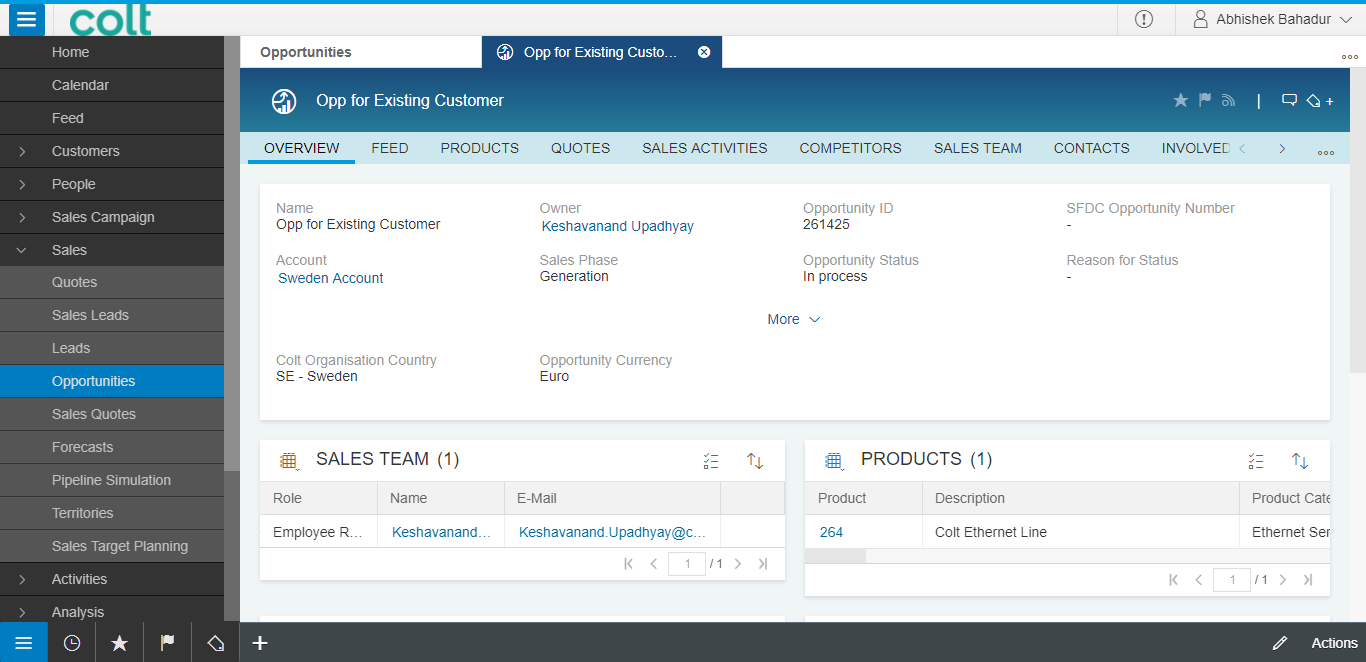 colt
Abhishek Bahadur
Home
Calendar
Feed
Customers
People
Sales Campaign
Sales
Quotes
Sales Leads
Leads
Opportunities
Sales Quotes
Forecasts
Pipeline Simulation
Territories
Sales Target Planning
Activities
Analysis
Opportunities
Opp for Existing Custo...
Opp for Existing Customer
OVERVIEW FEED PRODUCTS QUOTES SALES ACTIVITIES COMPETITORS SALES TEAM CONTACTS INVOLVED
Name Owner Opportunity ID SFDC Opportunity Number
Opp for Existing Customer Keshavanand Upadhyay 261425 -
Account Sales Phase Opportunity Status Reason for Status
Sweden Account Generation In process -
More
Colt Organisation Country Opportunity Currency
SE - Sweden Euro
SALES TEAM (1)
Role Name E-Mail
Employee R... Keshavanand... Keshavanand.Upadhyay@c...
1 / 1
PRODUCTS (1)
Product Description Product Cate
264 Colt Ethernet Line Ethernet Ser
1 / 1
Actions